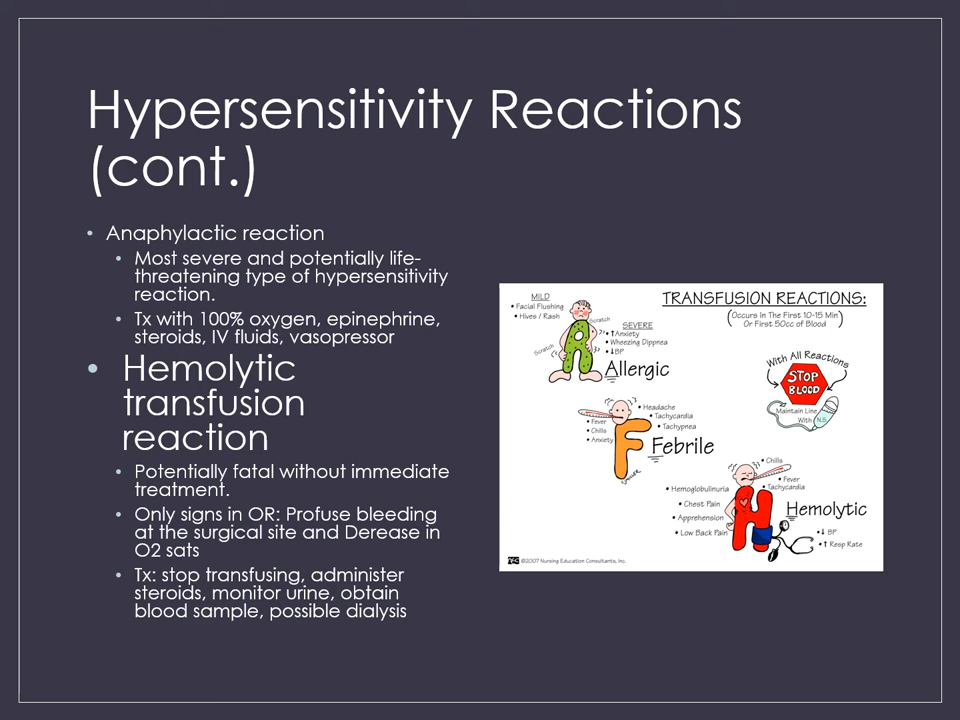 Hypersensitivity Reactions
(cont.)
• Anaphylactic reaction
• Most severe and potentially life-
threatening type of hypersensitivity
reaction.
• Tx with 100% oxygen, epinephrine,
steroids, IV fluids, vasopressor
• Hemolytic
transfusion
reaction
• Potentially fatal without immediate
treatment.
• Only signs in OR: Profuse bleeding
at the surgical site and Derease in
O2 sats
• Tx: stop transfusing, administer
steroids, monitor urine, obtain
blood sample, possible dialysis
TRANSFUSION REACTIONS:
(Occurs In The First 10-15 Min
Or First 50cc of Blood)
MILD
• Facial Flushing
• Hives / Rash
Scratch
Scratch
A
SEVERE
• ↑Anxiety
• Wheezing Dippnea
• ↓BP
Allergic
With All Reactions
STOP
BLOOD
Maintain Line
With
N.S.
• Fever
• Chills
• Anxiety
F
• Headache
• Tachycardia
• Tachypnea
Febrile
• Chills
• Fever
• Tachycardia
• Hemoglobulinuria
• Chest Pain
• Apprehension
• Low Back Pain
H
Hemolytic
• ↓ BP
• ↑ Resp Rate
©2007 Nursing Education Consultants, Inc.